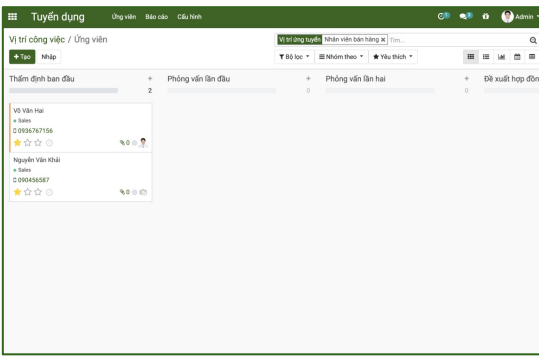 Tuyển dụng Ứng viên Báo cáo Cấu hình Admin
Vị trí công việc / Ứng viên Vị trí ứng tuyển Nhân viên bán hàng × Tìm...
+ Tạo Nhập Bộ lọc Nhóm theo Yêu thích
Thẩm định ban đầu + Phỏng vấn lần đầu + Phỏng vấn lần hai + Đề xuất hợp đồn
2 0 0
Võ Văn Hai
Sales
0936767156
0
Nguyễn Văn Khải
Sales
090456587
0